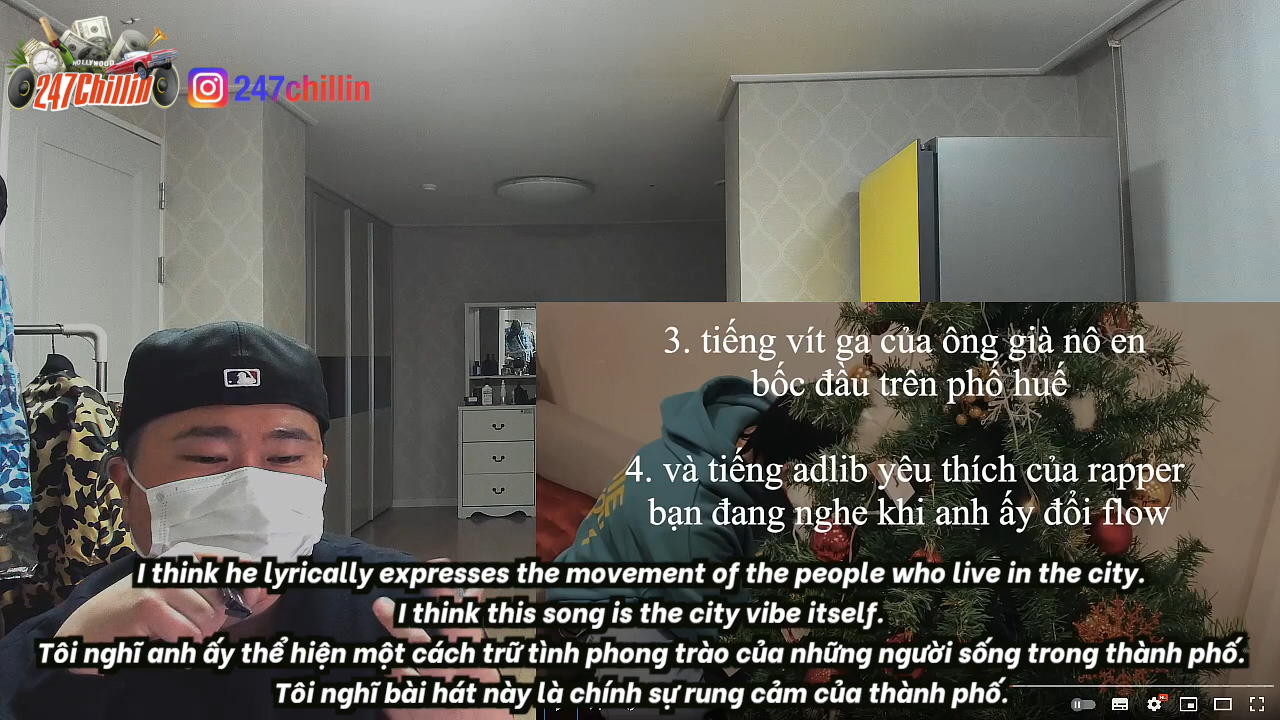 HOLLYWOOD
247Chillin
247chillin
3. tiếng vít ga của ông già nô en
bốc đầu trên phố huế
4. và tiếng adlib yêu thích của rapper
bạn đang nghe khi anh ấy đổi flow
I think he lyrically expresses the movement of the people who live in the city.
I think this song is the city vibe itself.
Tôi nghĩ anh ấy thể hiện một cách trữ tình phong trào của những người sống trong thành phố.
Tôi nghĩ bài hát này là chính sự rung cảm của thành phố.